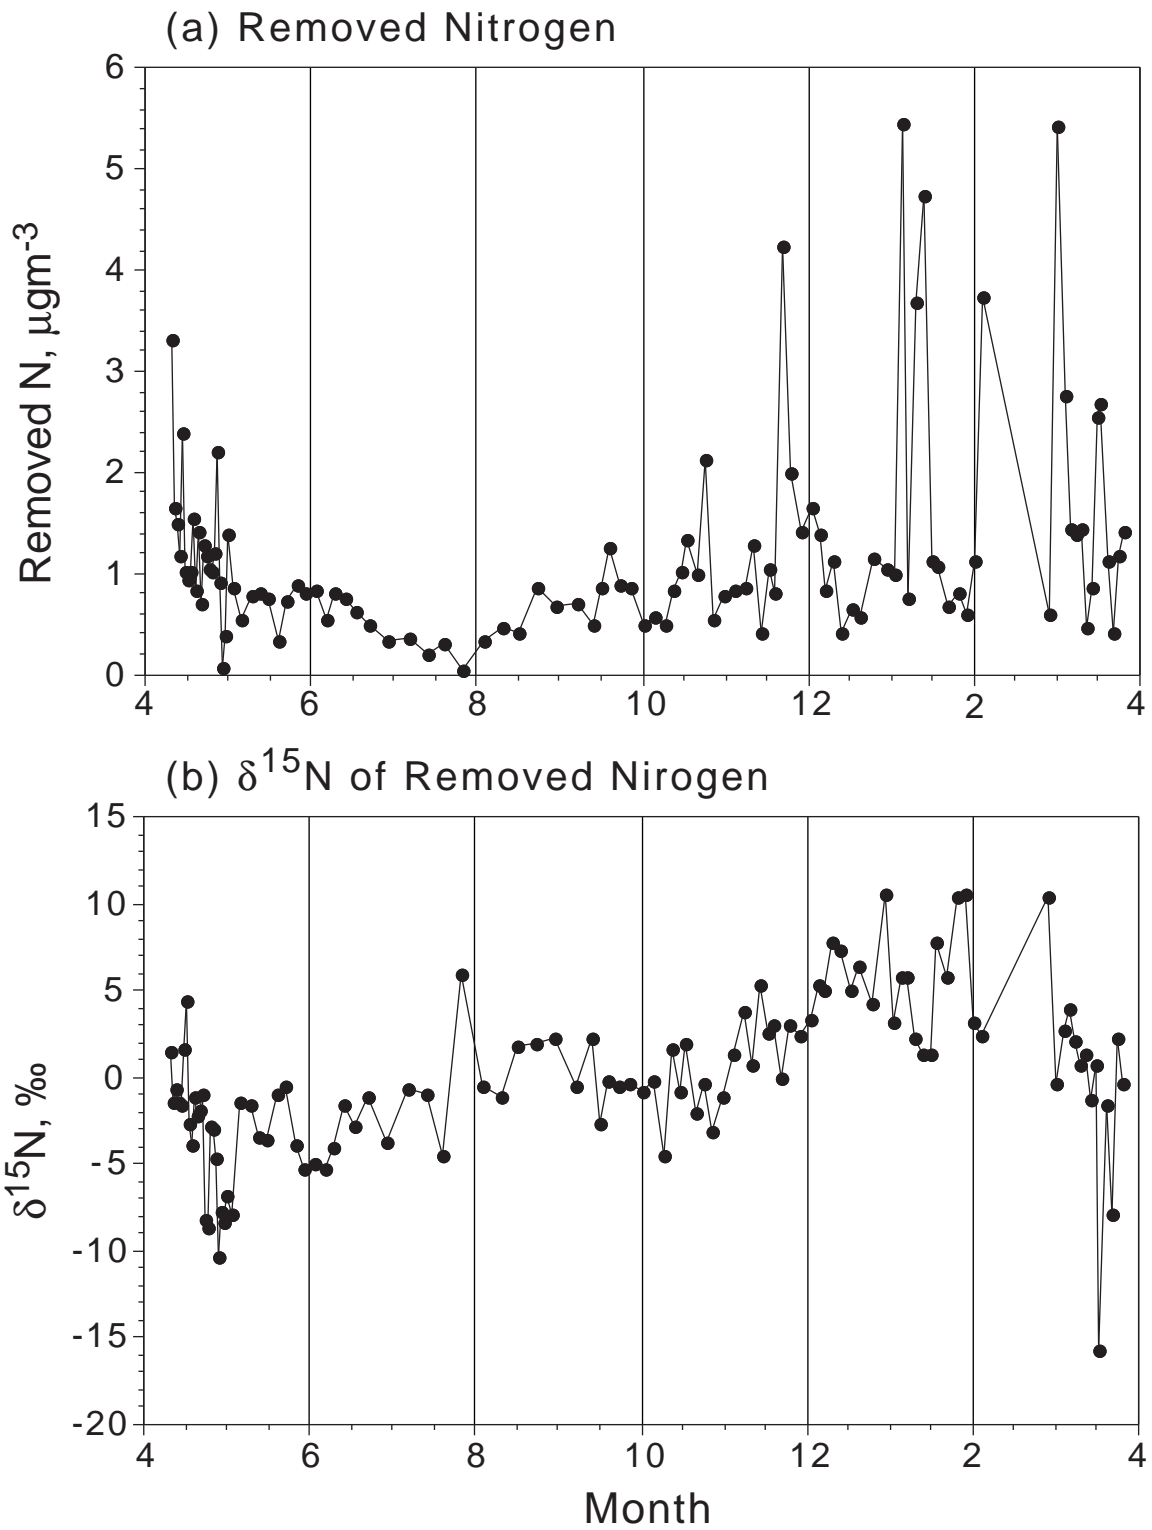 (a) Removed Nitrogen
6
5
4
3
2
1
0
Removed N, μgm-3
4 6 8 10 12 2 4
(b) δ15N of Removed Nirogen
15
10
5
0
-5
-10
-15
-20
δ15N, ‰
4 6 8 10 12 2 4
Month